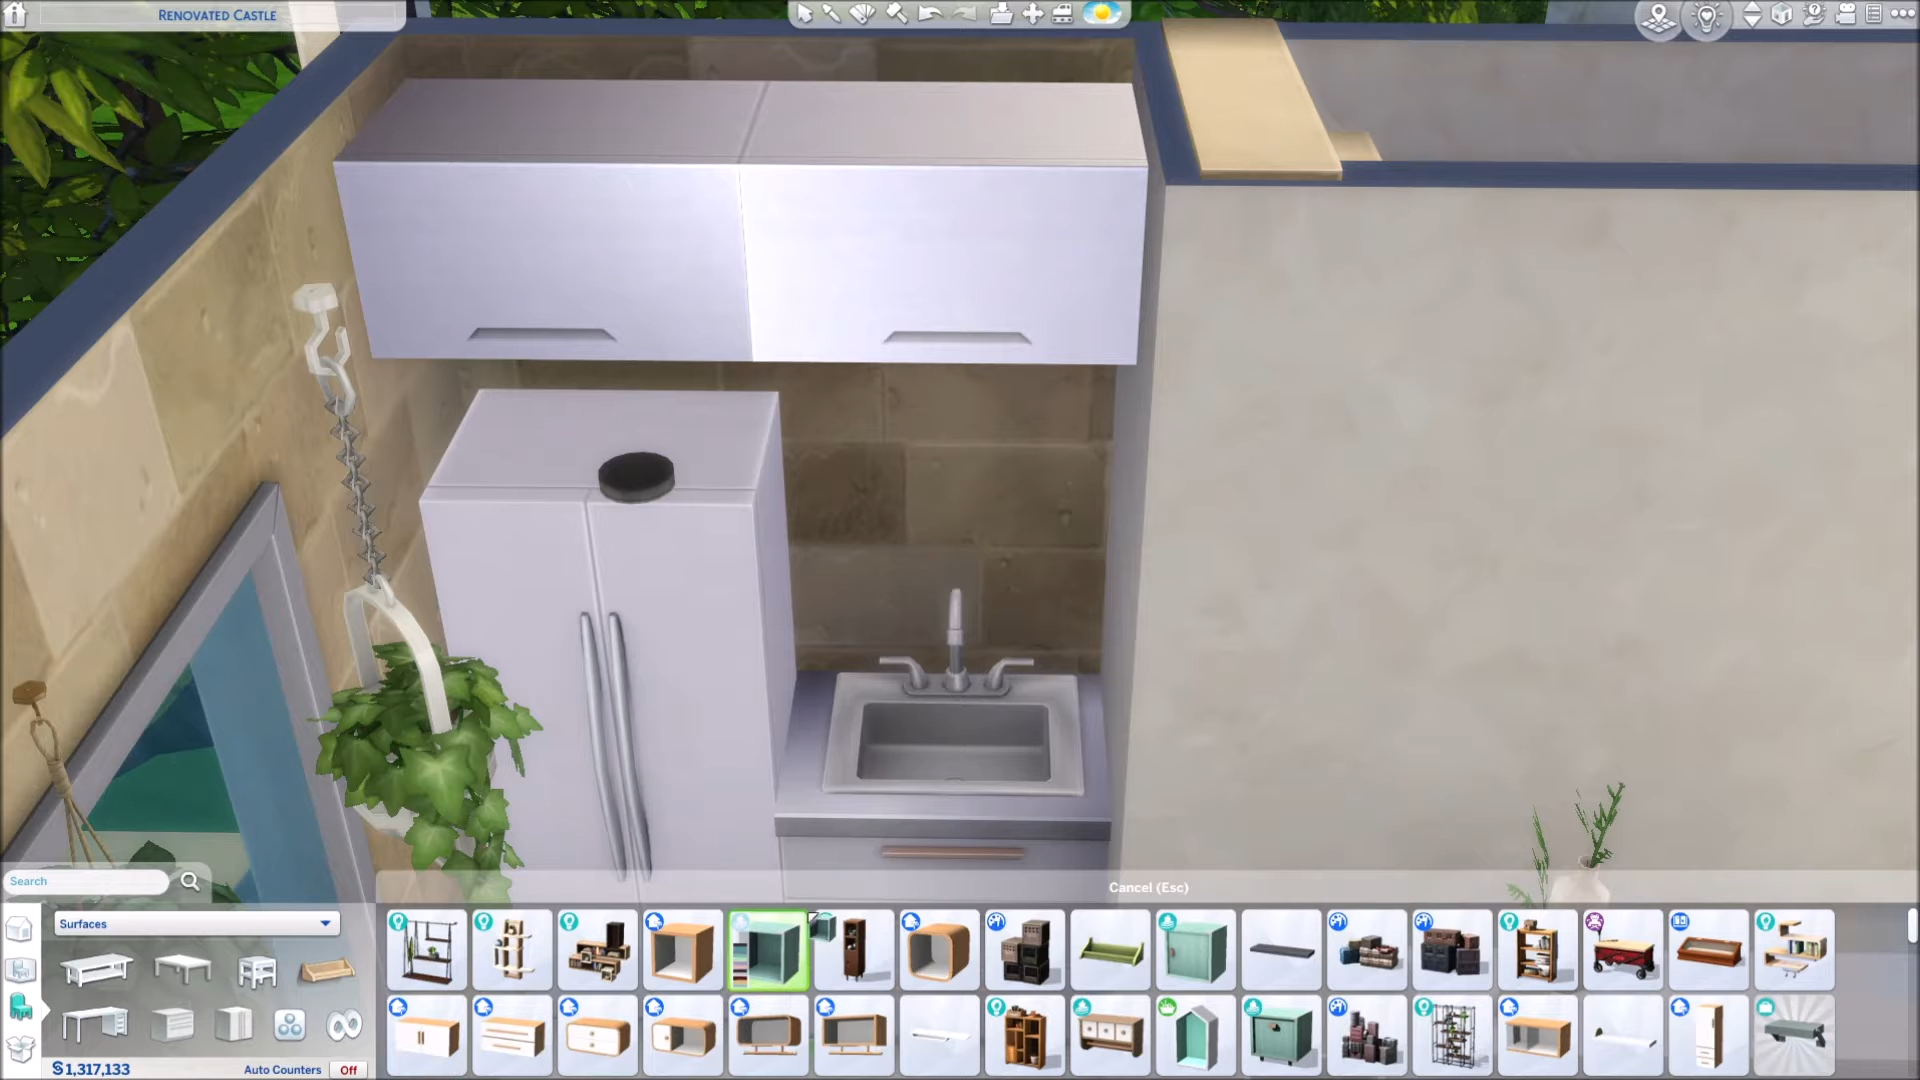 RENOVATED CASTLE
Cancel (Esc)
Search
Surfaces
§1,317,133
Auto Counters
Off